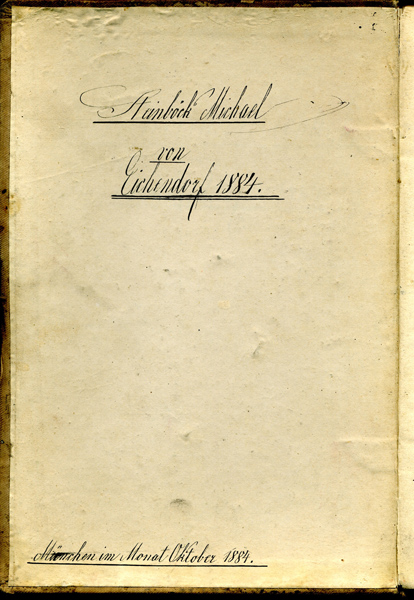 Steinböck Michael
von
Eichendorf 1884.
München im Monat Oktober 1884.